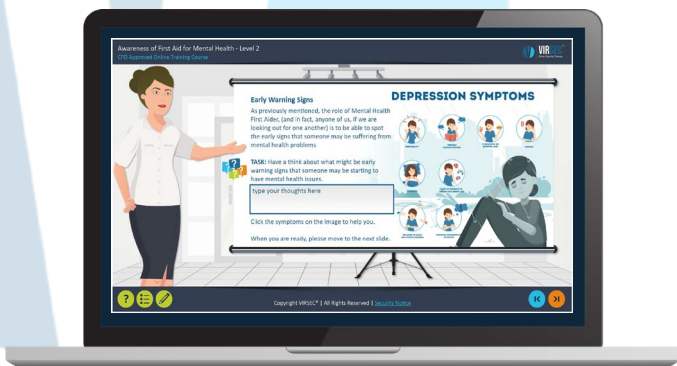 Awareness of First Aid for Mental Health - Level 2
CPD Approved Online Training Course
VIRSEC
Early Warning Signs
As previously mentioned, the role of Mental Health
First Aider, (and in fact, anyone of us, if we are
looking out for one another) is to be able to spot
the early signs that someone may be suffering from
mental health problems
TASK: Have a think about what might be early
warning signs that someone may be starting to
have mental health issues.
type your thoughts here
Click the symptoms on the image to help you.
When you are ready, please move to the next slide.
DEPRESSION SYMPTOMS
Copyright VIRSEC® | All Rights Reserved | Security Notice